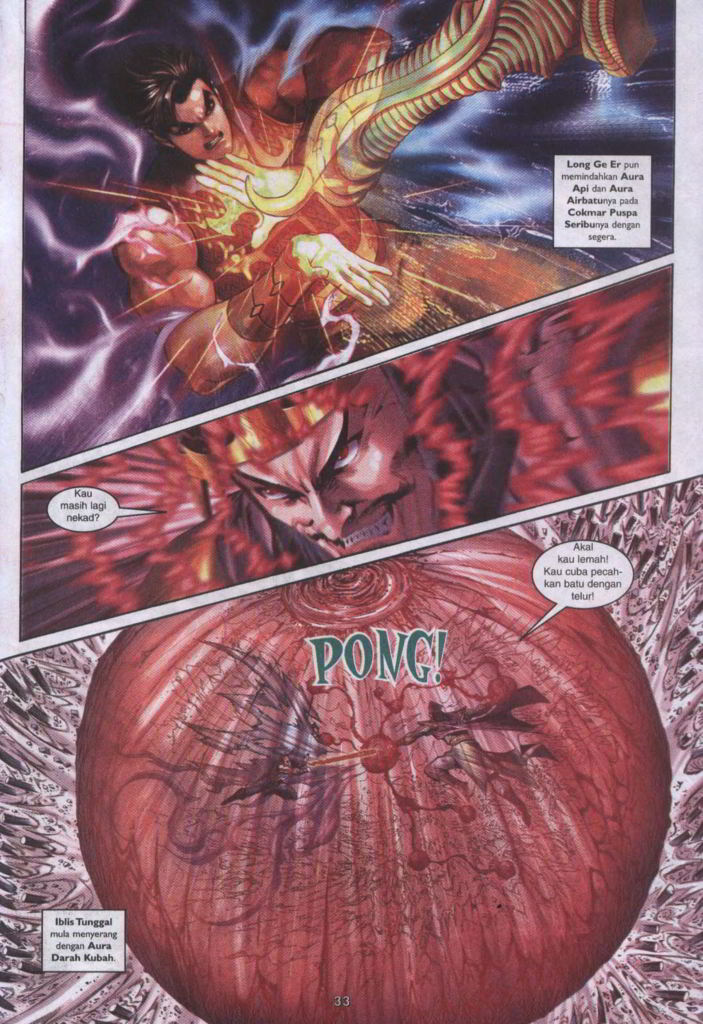 Long Ge Er pun
memindahkan Aura
Api dan Aura
Airbatunya pada
Cokmar Puspa
Seribunya dengan
segera.
Kau
masih lagi
nekad?
Akal
kau lemah!
Kau cuba pecah-
kan batu dengan
telur!
PONG!
Iblis Tunggal
mula menyerang
dengan Aura
Darah Kubah.
33